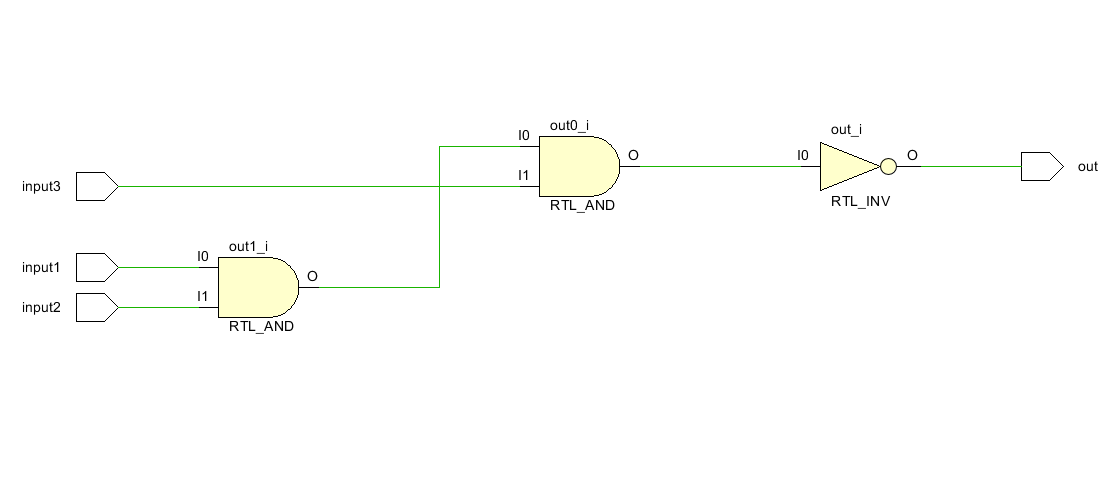 out0_i
out_i
I0
O
I0
O
out
I1
input3
RTL_AND
RTL_INV
out1_i
I0
input1
O
I1
input2
RTL_AND